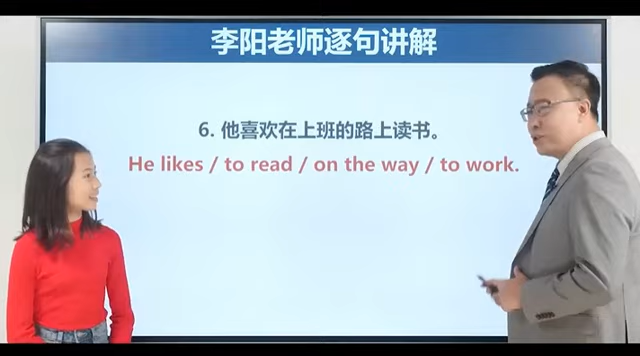 李阳老师逐句讲解
6. 他喜欢在上班的路上读书。
He likes / to read / on the way / to work.